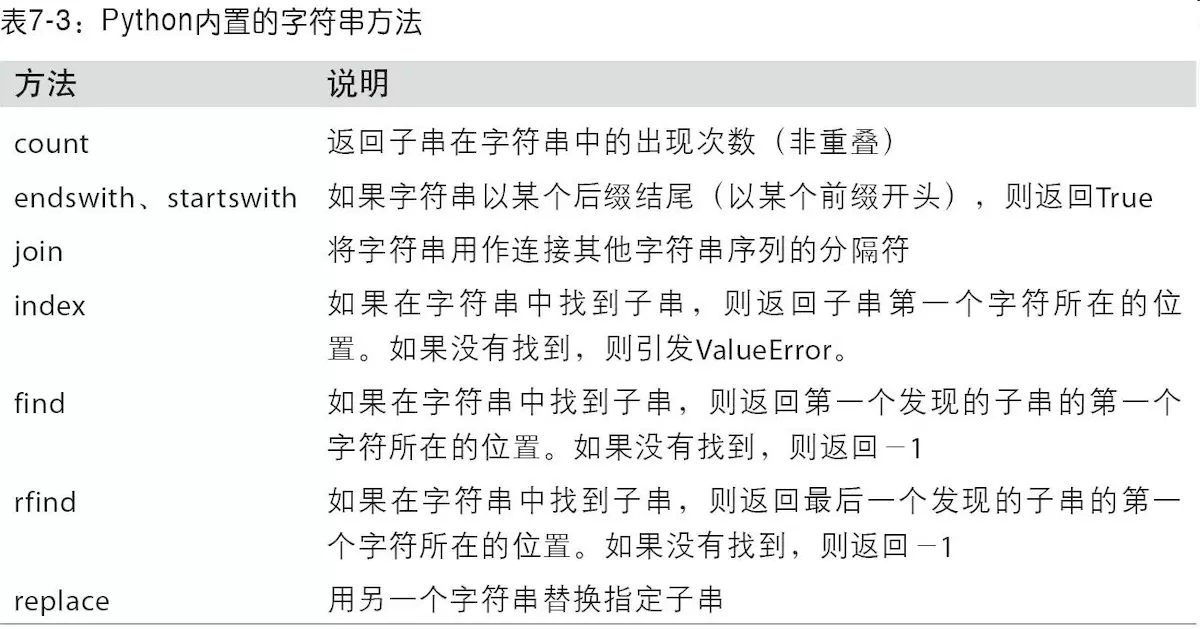 表7-3：Python内置的字符串方法
方法 说明
count 返回子串在字符串中的出现次数（非重叠）
endswith、startswith 如果字符串以某个后缀结尾（以某个前缀开头），则返回True
join 将字符串用作连接其他字符串序列的分隔符
index 如果在字符串中找到子串，则返回子串第一个字符所在的位
置。如果没有找到，则引发ValueError。
find 如果在字符串中找到子串，则返回第一个发现的子串的第一个
字符所在的位置。如果没有找到，则返回－1
rfind 如果在字符串中找到子串，则返回最后一个发现的子串的第一
个字符所在的位置。如果没有找到，则返回－1
replace 用另一个字符串替换指定子串